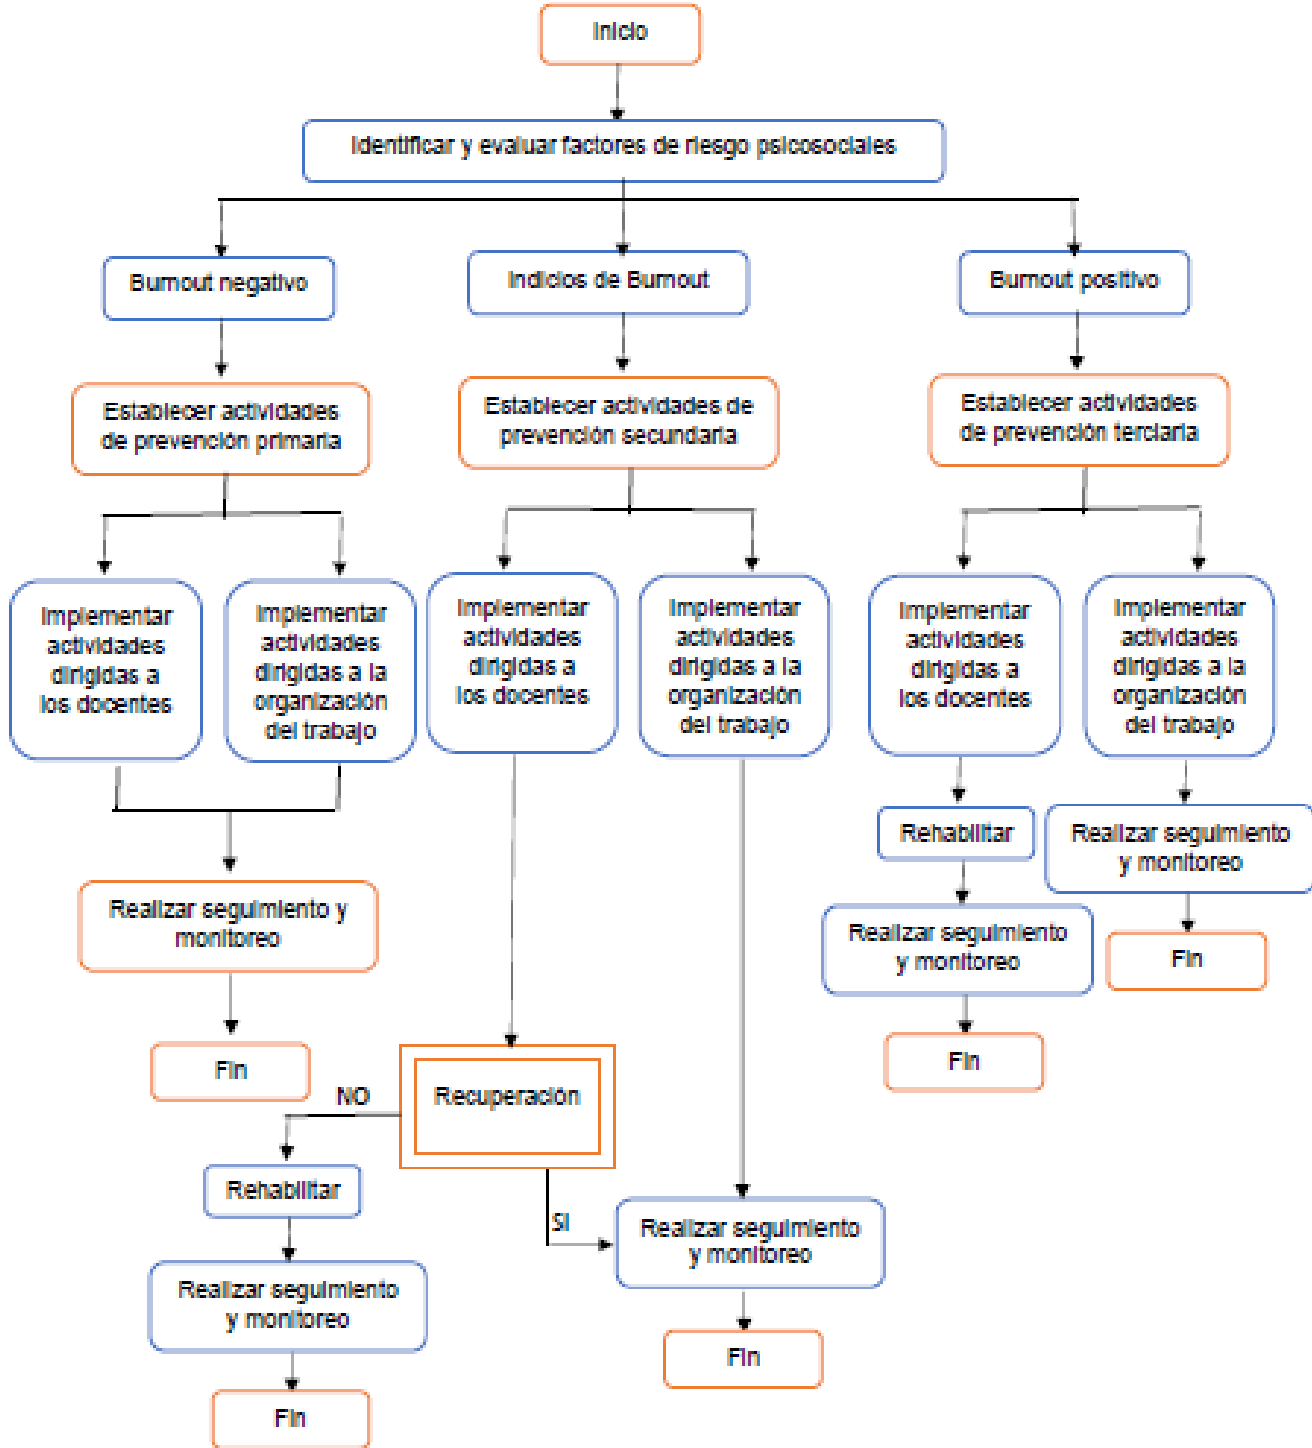 Inicio
Identificar y evaluar factores de riesgo psicosociales
Burnout negativo
Indicios de Burnout
Burnout positivo
Establecer actividades
de prevención primaria
Establecer actividades de
prevención secundaria
Establecer actividades
de prevención terciaria
Implementar
actividades
dirigidas a
los docentes
Implementar
actividades
dirigidas a la
organización
del trabajo
Implementar
actividades
dirigidas a
los docentes
Implementar
actividades
dirigidas a la
organización
del trabajo
Implementar
actividades
dirigidas a
los docentes
Implementar
actividades
dirigidas a la
organización
del trabajo
Rehabilitar
Realizar seguimiento
y monitoreo
Realizar seguimiento y
monitoreo
Realizar seguimiento
y monitoreo
Fin
Fin
Fin
NO
Recuperación
Rehabilitar
SI
Realizar seguimiento
y monitoreo
Realizar seguimiento
y monitoreo
Fin
Fin